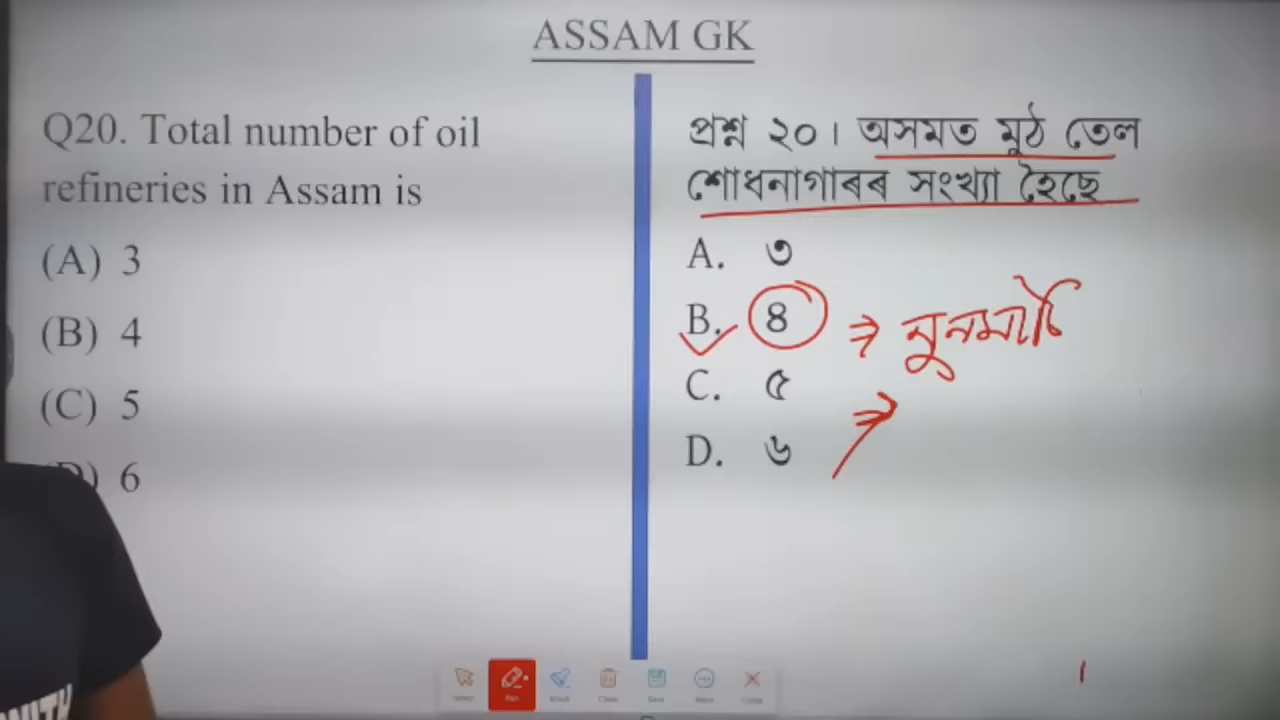 ASSAM GK
Q20. Total number of oil
refineries in Assam is
(A) 3
(B) 4
(C) 5
(D) 6
প্ৰশ্ন ২০। অসমত মুঠ তেল
শোধনাগাৰৰ সংখ্যা হৈছে
A. ৩
B. ৪ ⇒ নুনমাটি
C. ৫
D. ৬